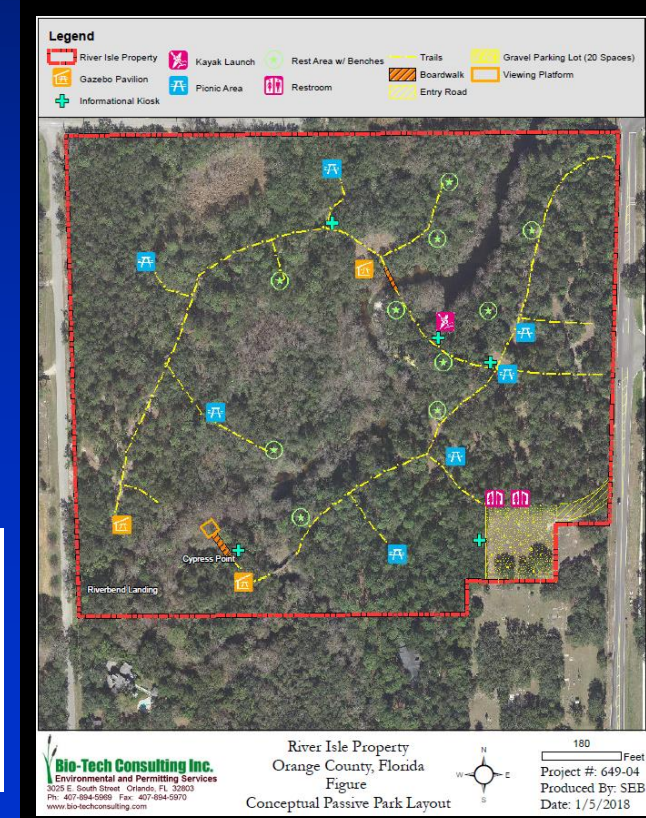 Legend
River Isle Property
Kayak Launch
Rest Area w/ Benches
Trails
Gravel Parking Lot (20 Spaces)
Gazebo Pavilion
Picnic Area
Restroom
Boardwalk
Viewing Platform
Informational Kiosk
Entry Road
Cypress Point
Riverbend Landing
Bio-Tech Consulting Inc.
Environmental and Permitting Services
3025 E. South Street Orlando, FL 32803
Ph: 407-894-5969 Fax: 407-894-5970
www.bio-techconsulting.com
River Isle Property
Orange County, Florida
Figure
Conceptual Passive Park Layout
N
W
E
S
180
Feet
Project #: 649-04
Produced By: SEB
Date: 1/5/2018